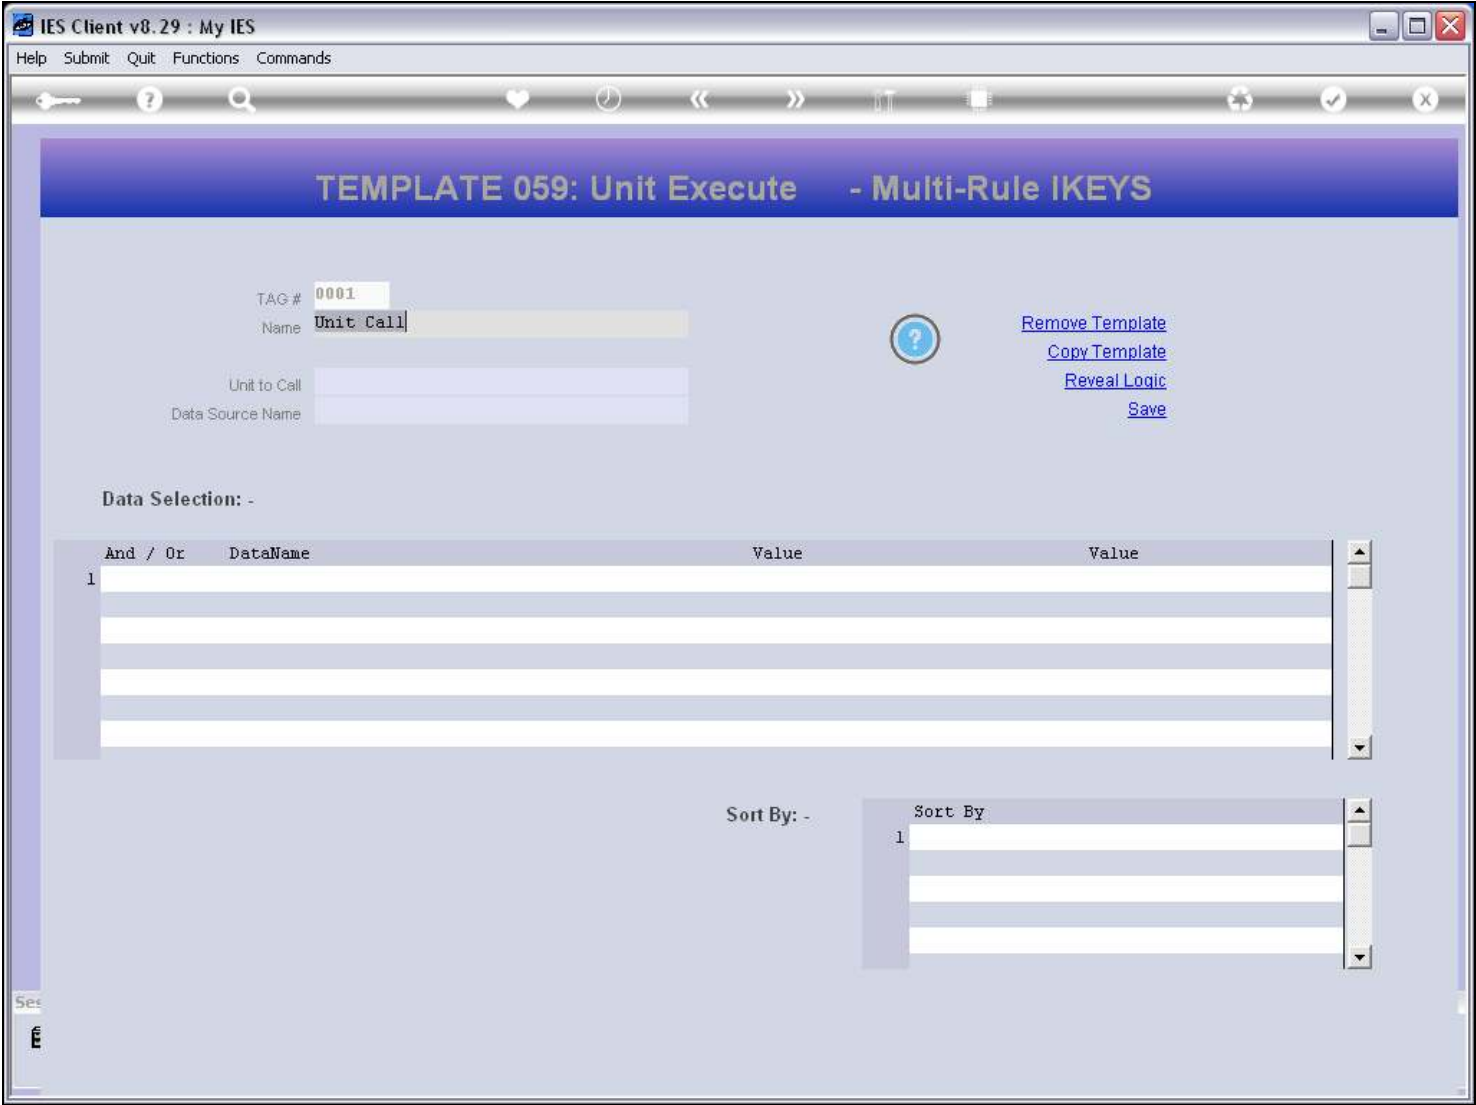 IES Client v8.29 : My IES
Help Submit Quit Functions Commands
TEMPLATE 059: Unit Execute - Multi-Rule IKEYS
TAG # 0001
Name Unit Call
Remove Template
Copy Template
Unit to Call
Reveal Logic
Data Source Name
Save
Data Selection: -
And / Or DataName Value Value
1
Sort By: -
Sort By
1
Ses